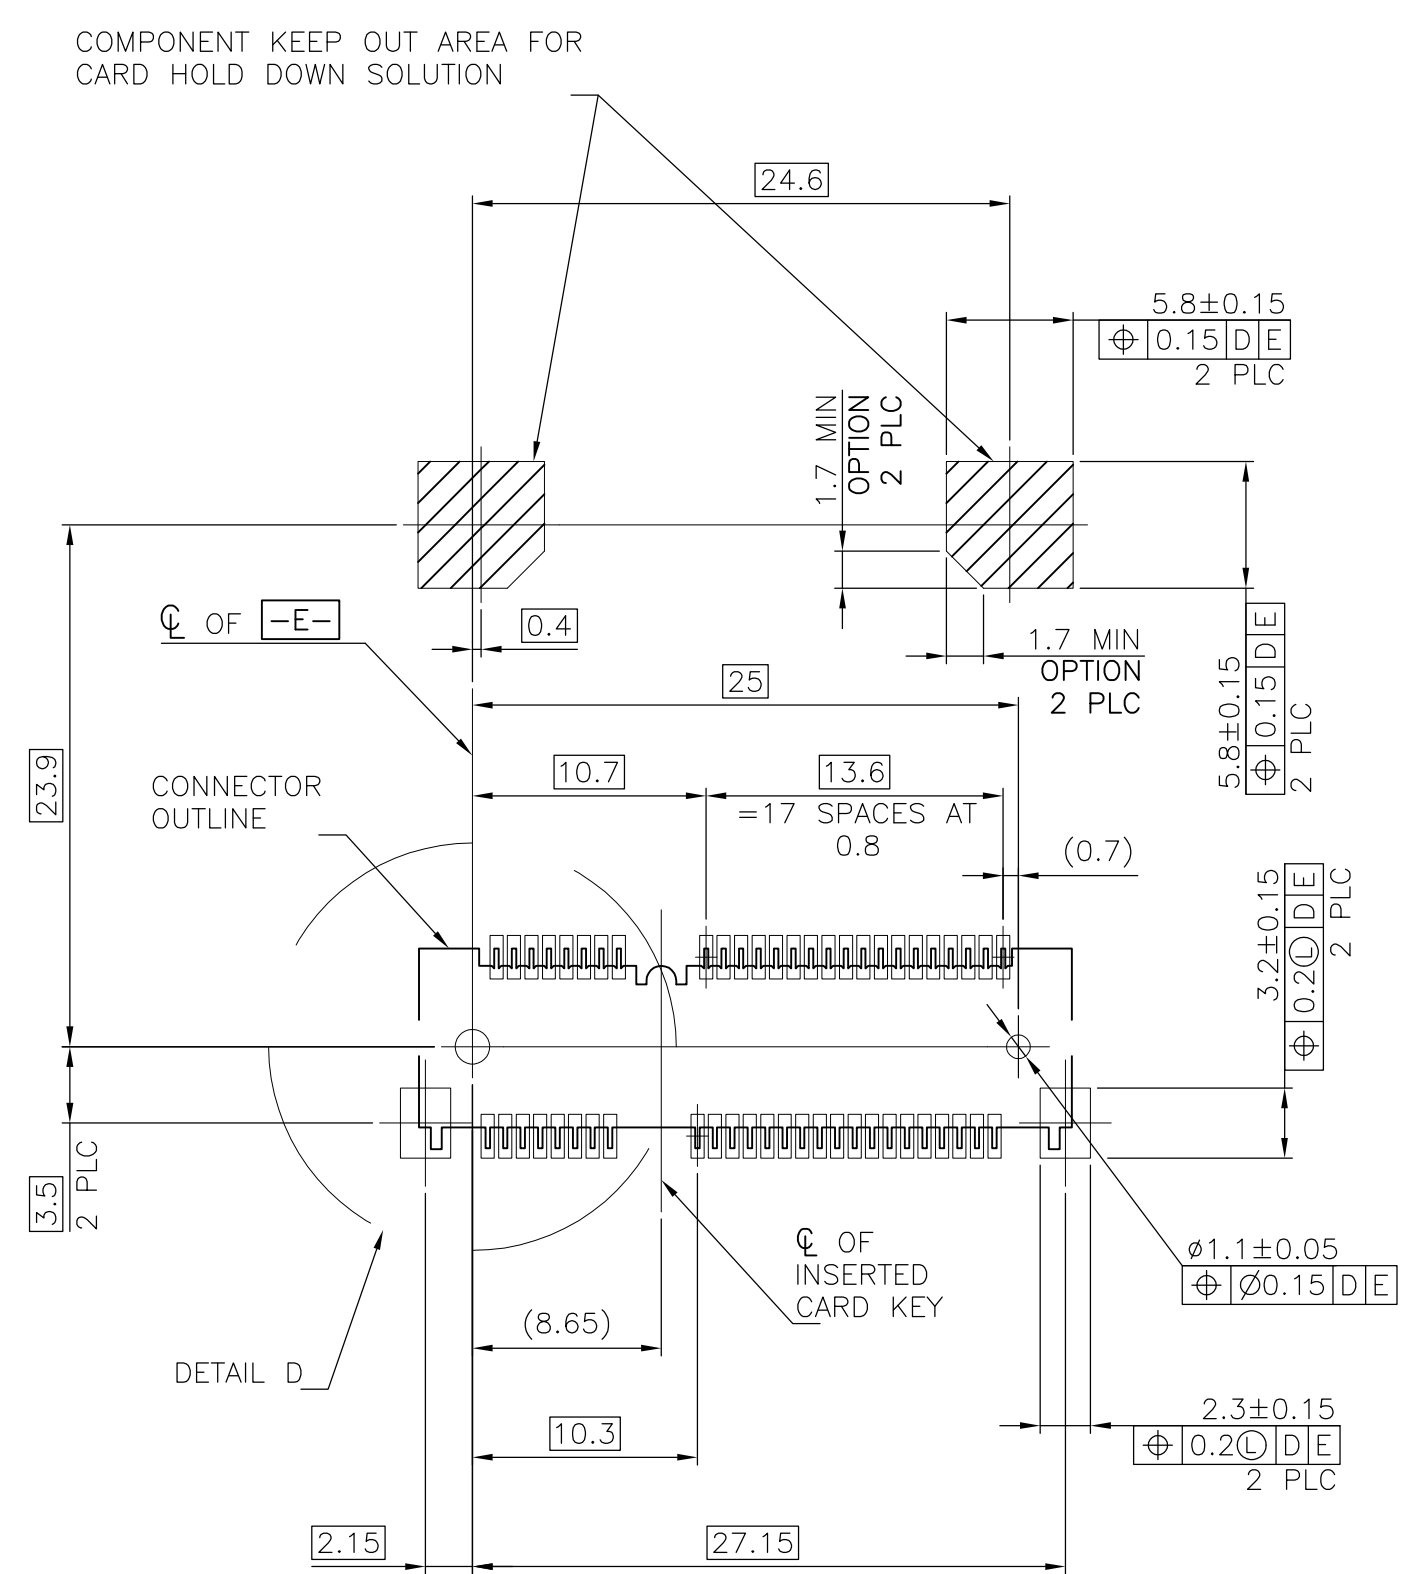 COMPONENT KEEP OUT AREA FOR
CARD HOLD DOWN SOLUTION
24.6
5.8±0.15
⌖ 0.15 D E
2 PLC
1.7 MIN
OPTION
2 PLC
℄ OF -E-
0.4
1.7 MIN
OPTION
2 PLC
5.8±0.15
⌖ 0.15 D E
2 PLC
25
23.9
CONNECTOR
OUTLINE
10.7
13.6
=17 SPACES AT
0.8
(0.7)
3.2±0.15
⌖ 0.2Ⓛ D E
2 PLC
3.5
2 PLC
℄ OF
INSERTED
CARD KEY
ø1.1±0.05
⌖ Ø0.15 D E
(8.65)
DETAIL D
10.3
2.3±0.15
⌖ 0.2Ⓛ D E
2 PLC
2.15
27.15